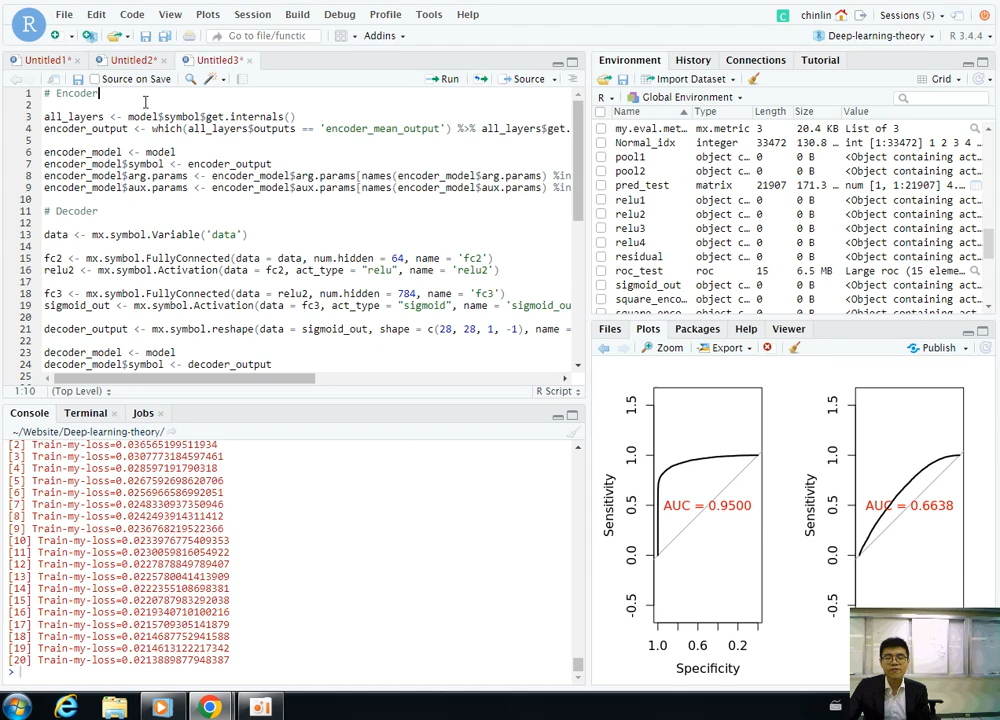 File Edit Code View Plots Session Build Debug Profile Tools Help
chinlin Sessions (5)
Go to file/functic Addins
Deep-learning-theory R 3.4.4
Untitled1* Untitled2* Untitled3*
Source on Save Run Source
1 # Encoder
2
3 all_layers <- model$symbol$get.internals()
4 encoder_output <- which(all_layers$outputs == 'encoder_mean_output') %>% all_layers$get.
5
6 encoder_model <- model
7 encoder_model$symbol <- encoder_output
8 encoder_model$arg.params <- encoder_model$arg.params[names(encoder_model$arg.params) %in
9 encoder_model$aux.params <- encoder_model$aux.params[names(encoder_model$aux.params) %in
10
11 # Decoder
12
13 data <- mx.symbol.Variable('data')
14
15 fc2 <- mx.symbol.FullyConnected(data = data, num.hidden = 64, name = 'fc2')
16 relu2 <- mx.symbol.Activation(data = fc2, act_type = "relu", name = 'relu2')
17
18 fc3 <- mx.symbol.FullyConnected(data = relu2, num.hidden = 784, name = 'fc3')
19 sigmoid_out <- mx.symbol.Activation(data = fc3, act_type = "sigmoid", name = 'sigmoid_ou
20
21 decoder_output <- mx.symbol.reshape(data = sigmoid_out, shape = c(28, 28, 1, -1), name =
22
23 decoder_model <- model
24 decoder_model$symbol <- decoder_output
25
1:10 (Top Level) R Script
Console Terminal Jobs
~/Website/Deep-learning-theory/
[2] Train-my-loss=0.036565199511934
[3] Train-my-loss=0.0307773184597461
[4] Train-my-loss=0.028597191790318
[5] Train-my-loss=0.0267592698620706
[6] Train-my-loss=0.0256966586992051
[7] Train-my-loss=0.0248330937350946
[8] Train-my-loss=0.0242493914311412
[9] Train-my-loss=0.0236768219522366
[10] Train-my-loss=0.0233976775409353
[11] Train-my-loss=0.0230059816054922
[12] Train-my-loss=0.0227878849789407
[13] Train-my-loss=0.0225780041413909
[14] Train-my-loss=0.0222355108698381
[15] Train-my-loss=0.0220787983292038
[16] Train-my-loss=0.0219340710100216
[17] Train-my-loss=0.0215709305141879
[18] Train-my-loss=0.0214687752941588
[19] Train-my-loss=0.0214613122217342
[20] Train-my-loss=0.0213889877948387
>
Environment History Connections Tutorial
Import Dataset Grid
R Global Environment
Name Type Length Size Value
my.eval.met... mx.metric 3 20.4 KB List of 3
Normal_idx integer 33472 130.8 ... int [1:33472] 1 2 3 4 ..
pool1 object c... 0 0 B <Object containing act...
pool2 object c... 0 0 B <Object containing act...
pred_test matrix 21907 171.3 ... num [1, 1:21907] 4....
relu1 object c... 0 0 B <Object containing act...
relu2 object c... 0 0 B <Object containing act...
relu3 object c... 0 0 B <Object containing act...
relu4 object c... 0 0 B <Object containing act...
residual object c... 0 0 B <Object containing act...
roc_test roc 15 6.5 MB Large roc (15 eleme...
sigmoid_out object c... 0 0 B <Object containing act...
square_enco... object c... 0 0 B <Object containing act...
Files Plots Packages Help Viewer
Zoom Export Publish
Sensitivity
1.5
1.0
0.5
0.0
-0.5
AUC = 0.9500
1.0 0.6 0.2
Specificity
Sensitivity
1.5
1.0
0.5
0.0
-0.5
AUC = 0.6638